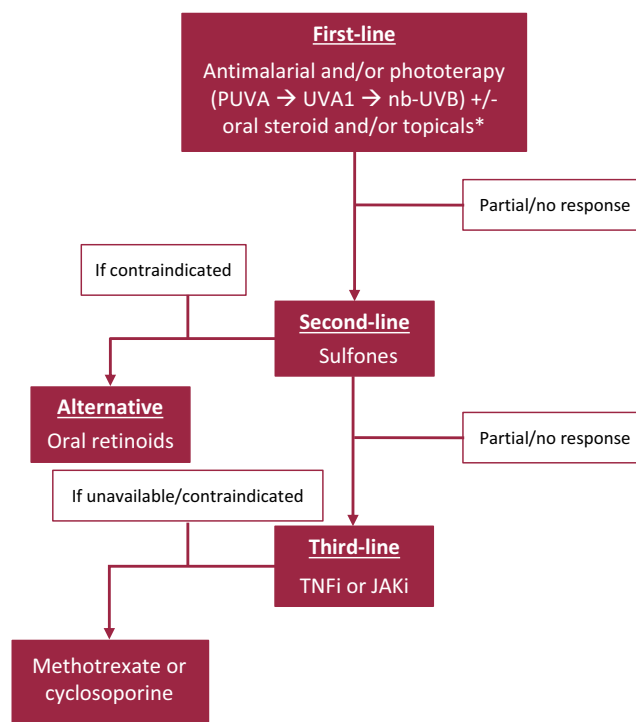 First-line
Antimalarial and/or phototerapy
(PUVA → UVA1 → nb-UVB) +/-
oral steroid and/or topicals*
Partial/no response
If contraindicated
Second-line
Sulfones
Alternative
Oral retinoids
Partial/no response
If unavailable/contraindicated
Third-line
TNFi or JAKi
Methotrexate or
cyclosoporine